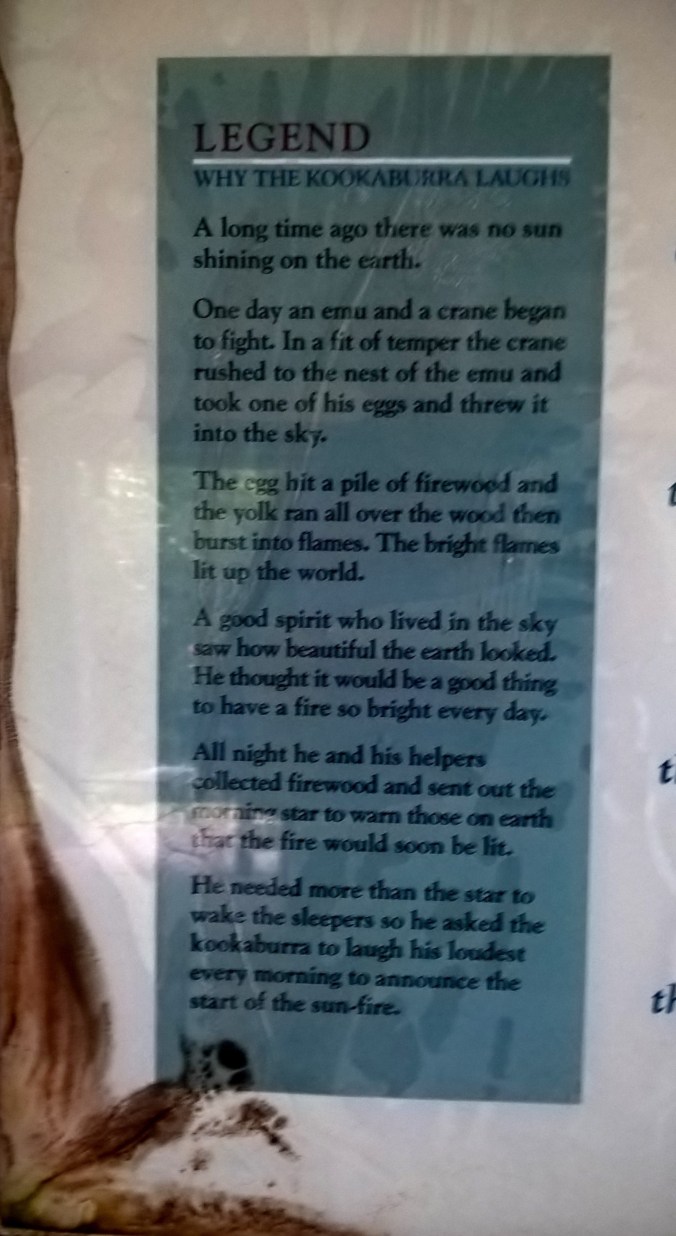 LEGEND
WHY THE KOOKABURRA LAUGHS
A long time ago there was no sun
shining on the earth.
One day an emu and a crane began
to fight. In a fit of temper the crane
rushed to the nest of the emu and
took one of his eggs and threw it
into the sky.
The egg hit a pile of firewood and
the yolk ran all over the wood then
burst into flames. The bright flames
lit up the world.
A good spirit who lived in the sky
saw how beautiful the earth looked.
He thought it would be a good thing
to have a fire so bright every day.
All night he and his helpers
collected firewood and sent out the
morning star to warn those on earth
that the fire would soon be lit.
He needed more than the star to
wake the sleepers so he asked the
kookaburra to laugh his loudest
every morning to announce the
start of the sun-fire.